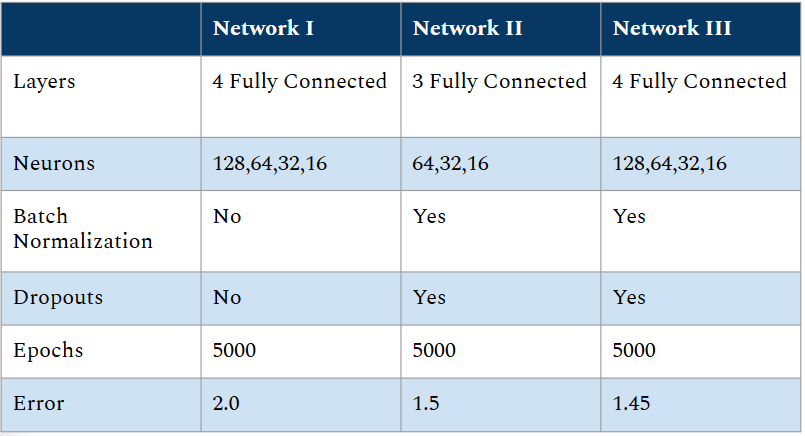 Network I Network II Network III
Layers 4 Fully Connected 3 Fully Connected 4 Fully Connected
Neurons 128,64,32,16 64,32,16 128,64,32,16
Batch No Yes Yes
Normalization
Dropouts No Yes Yes
Epochs 5000 5000 5000
Error 2.0 1.5 1.45